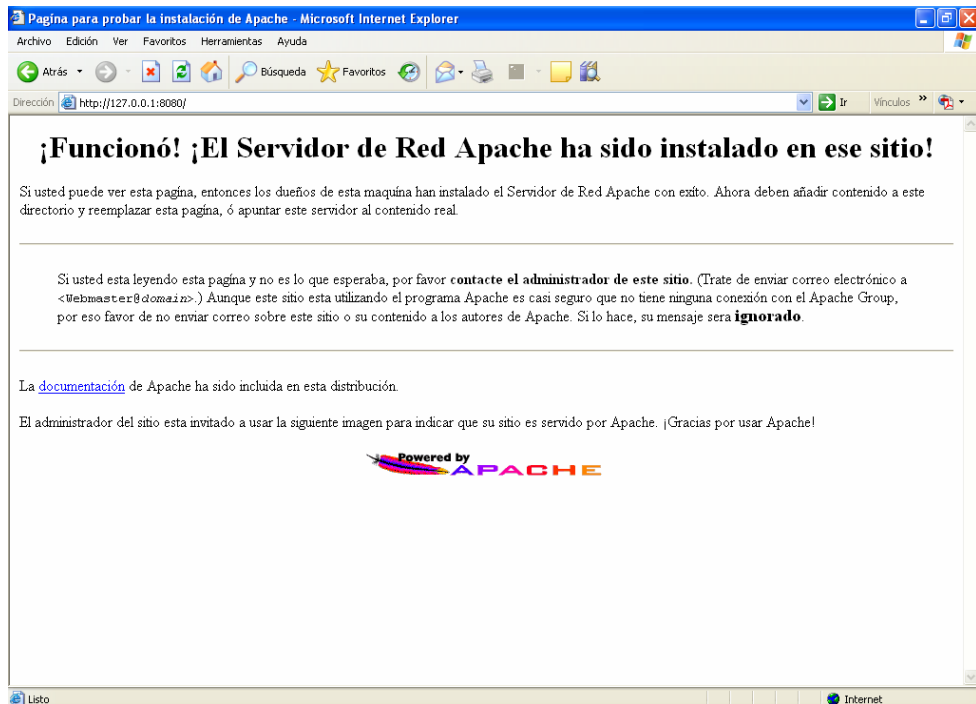 Pagina para probar la instalación de Apache - Microsoft Internet Explorer
Archivo Edición Ver Favoritos Herramientas Ayuda
Atrás Búsqueda Favoritos
Dirección http://127.0.0.1:8080/ Ir Vínculos »
¡Funcionó! ¡El Servidor de Red Apache ha sido instalado en ese sitio!
Si usted puede ver esta pagína, entonces los dueños de esta maquína han instalado el Servidor de Red Apache con exíto. Ahora deben añadir contenido a este
directorio y reemplazar esta pagína, ó apuntar este servidor al contenido real.
Si usted esta leyendo esta pagína y no es lo que esperaba, por favor contacte el administrador de este sitio. (Trate de enviar correo electrónico a
<Webmaster@domain>.) Aunque este sitio esta utilizando el programa Apache es casi seguro que no tiene ninguna conexión con el Apache Group,
por eso favor de no enviar correo sobre este sitio o su contenido a los autores de Apache. Si lo hace, su mensaje sera ignorado.
La documentación de Apache ha sido incluida en esta distribución.
El administrador del sitio esta invitado a usar la siguiente imagen para indicar que su sitio es servido por Apache. ¡Gracias por usar Apache!
Powered by
APACHE
Listo Internet